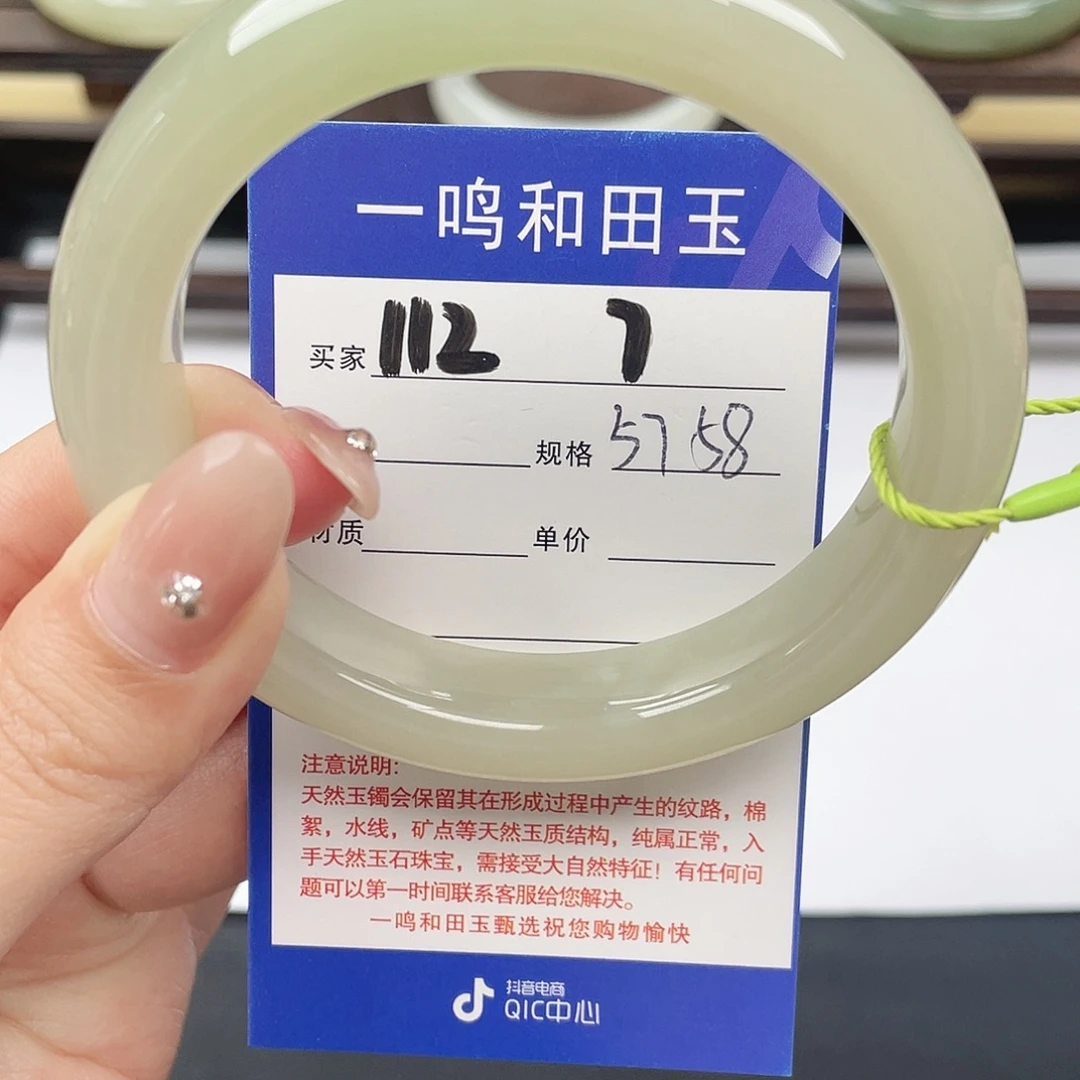 一鸣和田玉
买家 112 7
规格 57 58
材质 单价
注意说明:
天然玉镯会保留其在形成过程中产生的纹路，棉
絮，水线，矿点等天然玉质结构，纯属正常，入
手天然玉石珠宝，需接受大自然特征！有任何问
题可以第一时间联系客服给您解决。
一鸣和田玉甄选祝您购物愉快
抖音电商
QIC中心